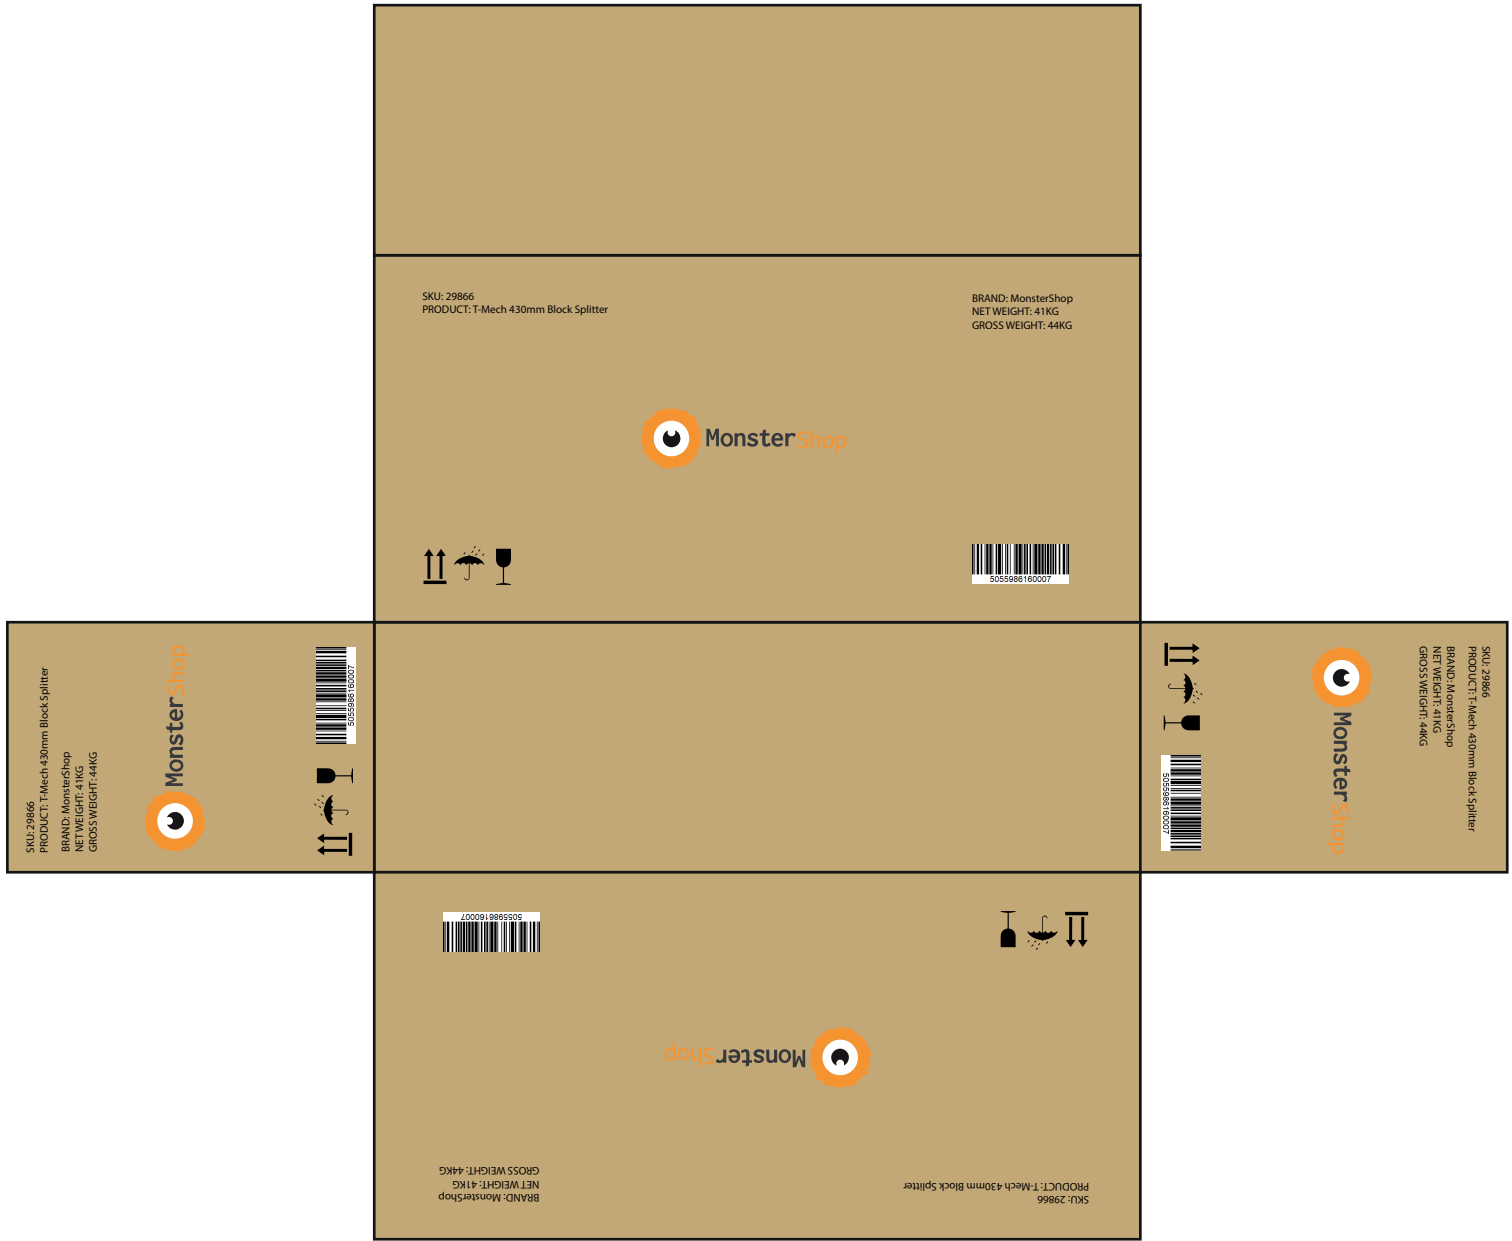 SKU: 29866
PRODUCT: T-Mech 430mm Block Splitter
BRAND: MonsterShop
NET WEIGHT: 41KG
GROSS WEIGHT: 44KG
MonsterShop
5055986160007
SKU: 29866
PRODUCT: T-Mech 430mm Block Splitter
BRAND: MonsterShop
NET WEIGHT: 41KG
GROSS WEIGHT: 44KG
MonsterShop
5055986160007
SKU: 29866
PRODUCT: T-Mech 430mm Block Splitter
BRAND: MonsterShop
NET WEIGHT: 41KG
GROSS WEIGHT: 44KG
MonsterShop
5055986160007
SKU: 29866
PRODUCT: T-Mech 430mm Block Splitter
BRAND: MonsterShop
NET WEIGHT: 41KG
GROSS WEIGHT: 44KG
MonsterShop
5055986160007